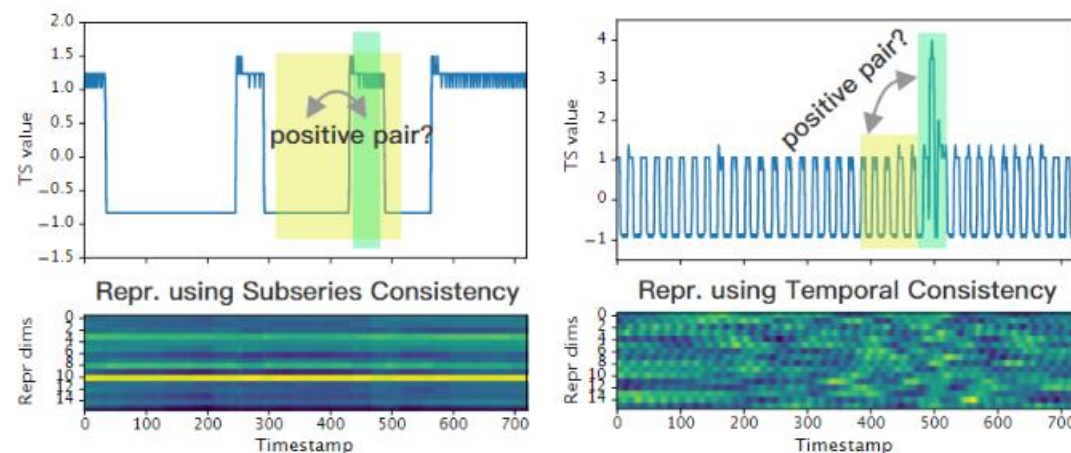 2.0
1.5
1.0
0.5
0.0
−0.5
−1.0
−1.5
TS value
positive pair?
4
3
2
1
0
−1
TS value
positive pair?
Repr. using Subseries Consistency
0
2
4
6
8
10
12
14
Repr dims
0 100 200 300 400 500 600 700
Timestamp
Repr. using Temporal Consistency
0
2
4
6
8
10
12
14
Repr dims
0 100 200 300 400 500 600 700
Timestamp